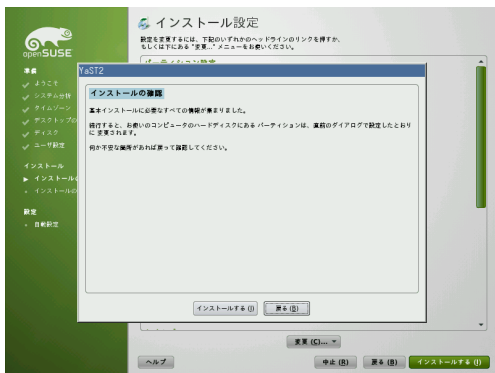 openSUSE
準備
ようこそ
システム分析
タイムゾーン
デスクトップの
ディスク
ユーザ設定
インストール
インストールの
インストールの
設定
自動設定
インストール設定
設定を変更するには、下記のいずれかのヘッドラインのリンクを押すか、
もしくは下にある "変更..." メニューをお使いください。
パーティション設定
YaST2
インストールの確認
基本インストールに必要なすべての情報が集まりました。
続行すると、お使いのコンピュータのハードディスクにある パーティションは、直前のダイアログで設定したとおり
に 変更されます。
何か不安な箇所があれば戻って確認してください。
インストールする (I)
戻る (B)
変更 (C)...
ヘルプ
中止 (R)
戻る (B)
インストールする (I)